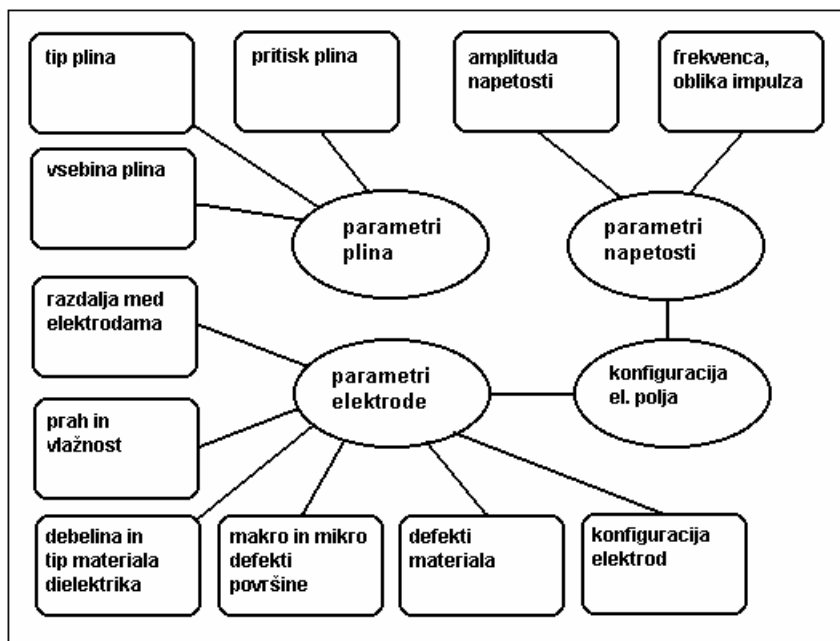 tip plina
pritisk plina
amplituda
napetosti
frekvenca,
oblika impulza
vsebina plina
parametri
plina
parametri
napetosti
razdalja med
elektrodama
parametri
elektrode
konfiguracija
el. polja
prah in
vlažnost
debelina in
tip materiala
dielektrika
makro in mikro
defekti
površine
defekti
materiala
konfiguracija
elektrod